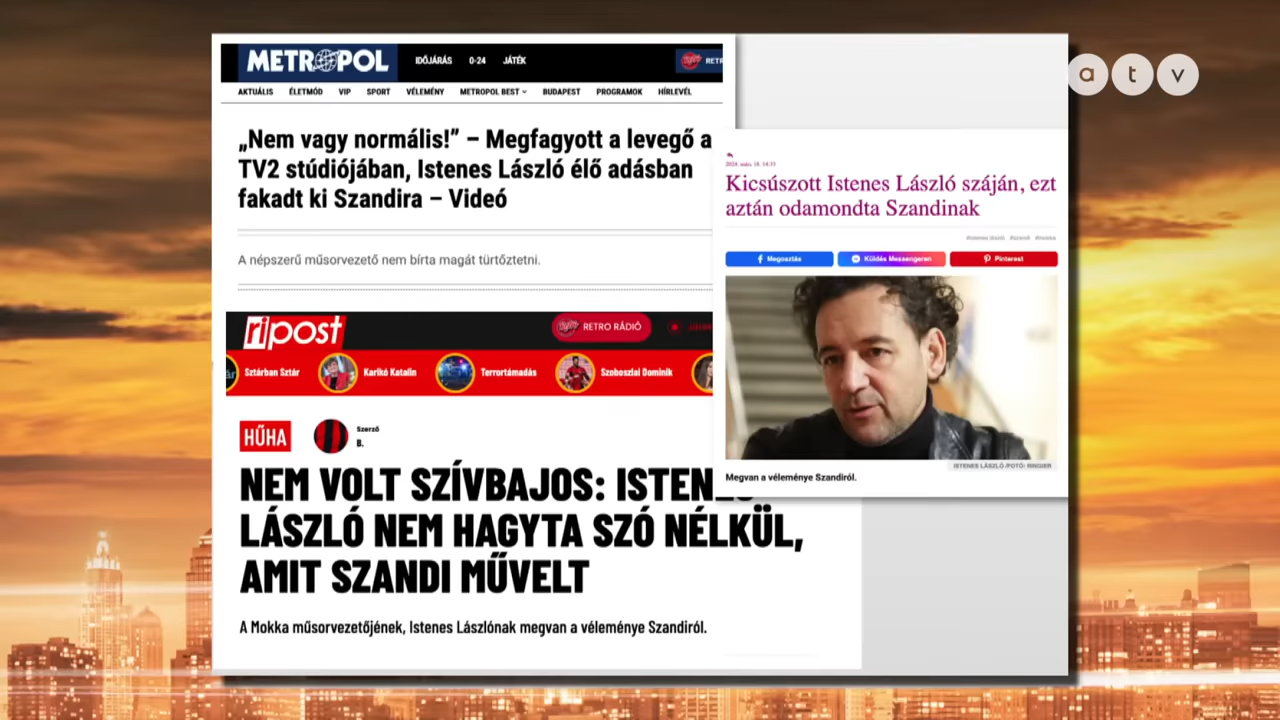 METROPOL
IDŐJÁRÁS 0-24 JÁTÉK
AKTUÁLIS ÉLETMÓD VIP SPORT VÉLEMÉNY METROPOL BEST BUDAPEST PROGRAMOK HÍRLEVÉL
„Nem vagy normális!” – Megfagyott a levegő a
TV2 stúdiójában, Istenes László élő adásban
fakadt ki Szandira – Videó
A népszerű műsorvezető nem bírta magát türtőztetni.
ripost
RETRO RÁDIÓ
Sztárban Sztár Karikó Katalin Terrortámadás Szoboszlai Dominik
HŰHA
Szerző
B.
NEM VOLT SZÍVBAJOS: ISTENES
LÁSZLÓ NEM HAGYTA SZÓ NÉLKÜL,
AMIT SZANDI MŰVELT
A Mokka műsorvezetőjének, Istenes Lászlónak megvan a véleménye Szandiról.
atv
Kicsúszott Istenes László száján, ezt
aztán odamondta Szandinak
Megosztás Küldés Messengeren Pinterest
ISTENES LÁSZLÓ /FOTÓ: RINGIER
Megvan a véleménye Szandiról.